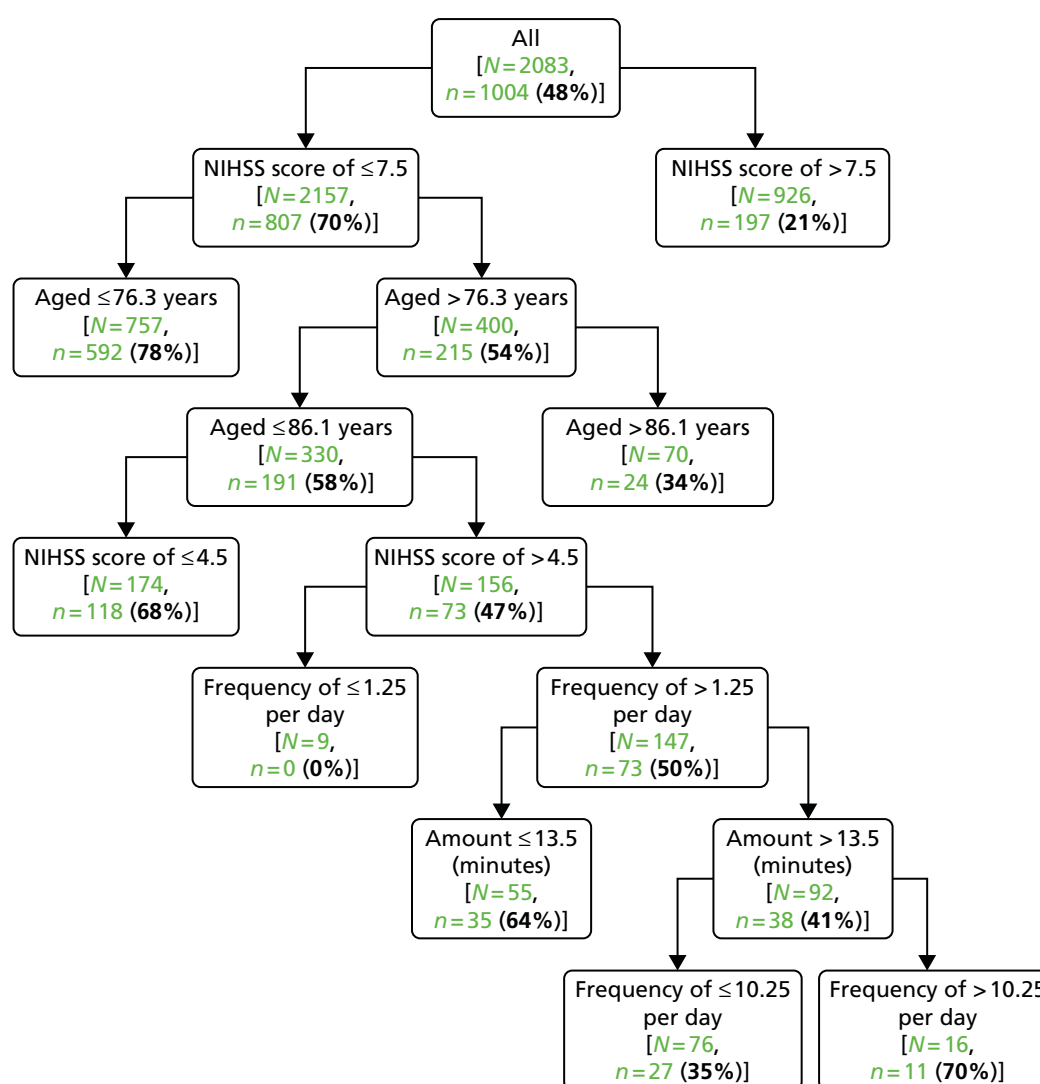 All
[N=2083,
n=1004 (48%)]
NIHSS score of ≤7.5
[N=2157,
n=807 (70%)]
NIHSS score of >7.5
[N=926,
n=197 (21%)]
Aged ≤76.3 years
[N=757,
n=592 (78%)]
Aged >76.3 years
[N=400,
n=215 (54%)]
Aged ≤86.1 years
[N=330,
n=191 (58%)]
Aged >86.1 years
[N=70,
n=24 (34%)]
NIHSS score of ≤4.5
[N=174,
n=118 (68%)]
NIHSS score of >4.5
[N=156,
n=73 (47%)]
Frequency of ≤1.25
per day
[N=9,
n=0 (0%)]
Frequency of >1.25
per day
[N=147,
n=73 (50%)]
Amount ≤13.5
(minutes)
[N=55,
n=35 (64%)]
Amount >13.5
(minutes)
[N=92,
n=38 (41%)]
Frequency of ≤10.25
per day
[N=76,
n=27 (35%)]
Frequency of >10.25
per day
[N=16,
n=11 (70%)]